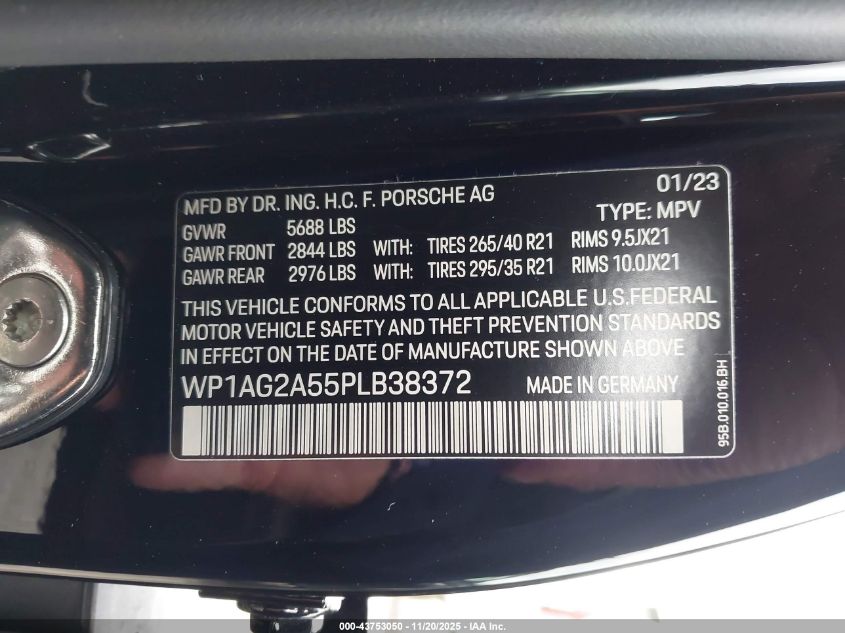 MFD BY DR. ING. H.C. F. PORSCHE AG 01/23
TYPE: MPV
GVWR 5688 LBS
GAWR FRONT 2844 LBS WITH: TIRES 265/40 R21 RIMS 9.5JX21
GAWR REAR 2976 LBS WITH: TIRES 295/35 R21 RIMS 10.0JX21
THIS VEHICLE CONFORMS TO ALL APPLICABLE U.S.FEDERAL
MOTOR VEHICLE SAFETY AND THEFT PREVENTION STANDARDS
IN EFFECT ON THE DATE OF MANUFACTURE SHOWN ABOVE
WP1AG2A55PLB38372 MADE IN GERMANY
95B.010.016.BH
000-43753050 - 11/20/2025 - IAA Inc.